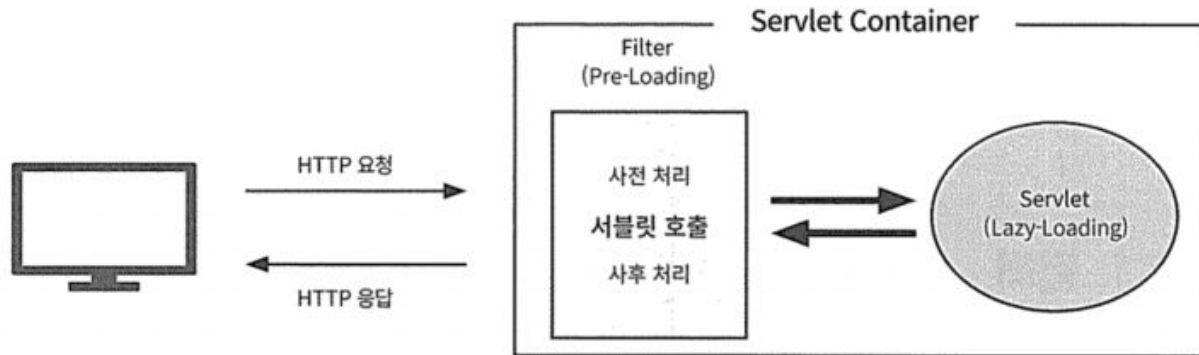 Servlet Container
Filter
(Pre-Loading)
HTTP 요청
사전 처리
서블릿 호출
사후 처리
HTTP 응답
Servlet
(Lazy-Loading)